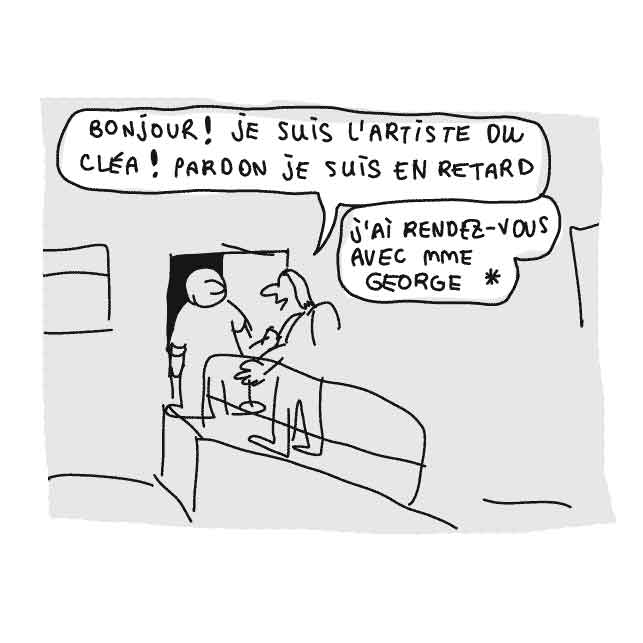 BONJOUR! JE SUIS L'ARTISTE DU
CLÉA! PARDON JE SUIS EN RETARD
J'AI RENDEZ-VOUS
AVEC MME
GEORGE *